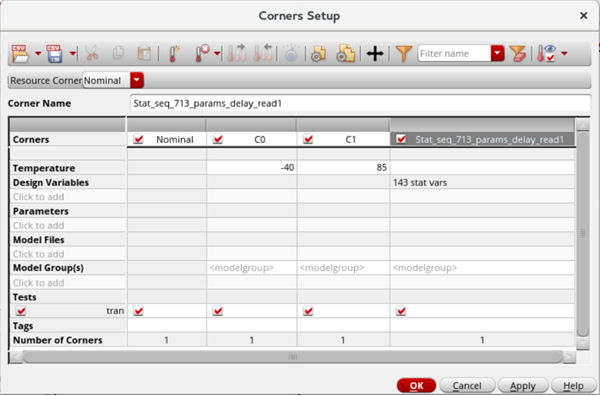 Corners Setup
Filter name
Resource Corner Nominal
Corner Name Stat_seq_713_params_delay_read1
Corners Nominal C0 C1 Stat_seq_713_params_delay_read1
Temperature -40 85
Design Variables 143 stat vars
Click to add
Parameters
Click to add
Model Files
Click to add
Model Group(s) <modelgroup> <modelgroup> <modelgroup>
Click to add
Tests
tran
Tags
Number of Corners 1 1 1 1
OK Cancel Apply Help